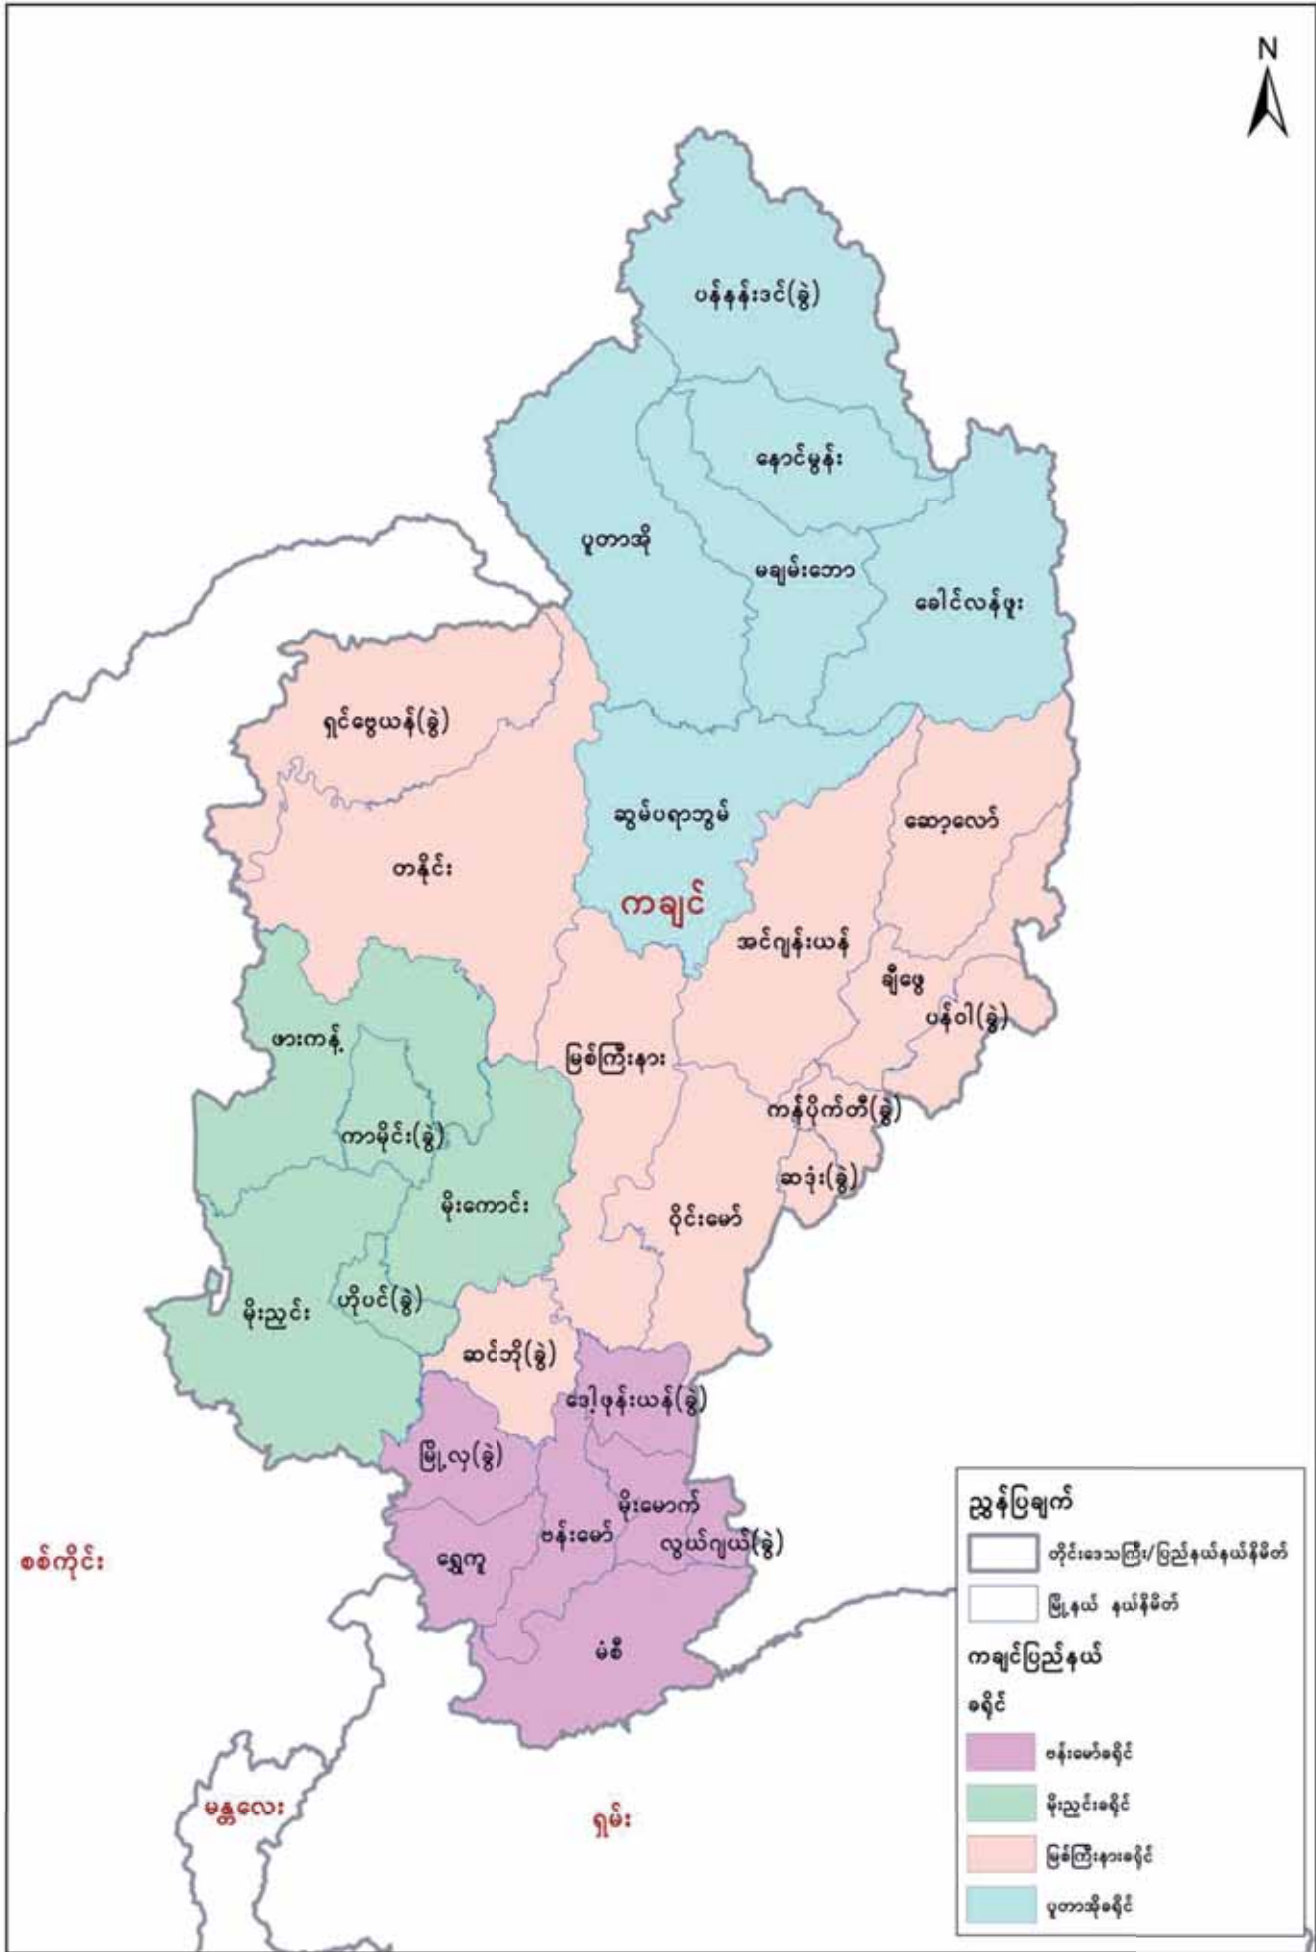 N
ပန်နန်းဒင်(ခွဲ)
နောင်မွန်း
ပူတာအို
မချမ်းဘော
ခေါင်လန်ဖူး
ရှင်ဗွေယန်(ခွဲ)
ဆွမ်ပရာဘွမ်
ဆော့လော်
တနိုင်း
ကချင်
အင်ဂျန်းယန်
ချီဖွေ
ပန်ဝါ(ခွဲ)
ဖားကန့်
မြစ်ကြီးနား
ကန်ပိုက်တီ(ခွဲ)
ကာမိုင်း(ခွဲ)
ဆဒုံး(ခွဲ)
မိုးကောင်း
ဝိုင်းမော်
ဟိုပင်(ခွဲ)
မိုးညှင်း
ဆင်ဘို(ခွဲ)
ဒေါ့ဖုန်းယန်(ခွဲ)
မြို့လှ(ခွဲ)
မိုးမောက်
ဗန်းမော်
လွယ်ဂျယ်(ခွဲ)
ရွှေကူ
စစ်ကိုင်း
မံစီ
မန္တလေး
ရှမ်း
ညွှန်ပြချက်
တိုင်းဒေသကြီး/ပြည်နယ်နယ်နိမိတ်
မြို့နယ် နယ်နိမိတ်
ကချင်ပြည်နယ်
ခရိုင်
ဗန်းမော်ခရိုင်
မိုးညှင်းခရိုင်
မြစ်ကြီးနားခရိုင်
ပူတာအိုခရိုင်